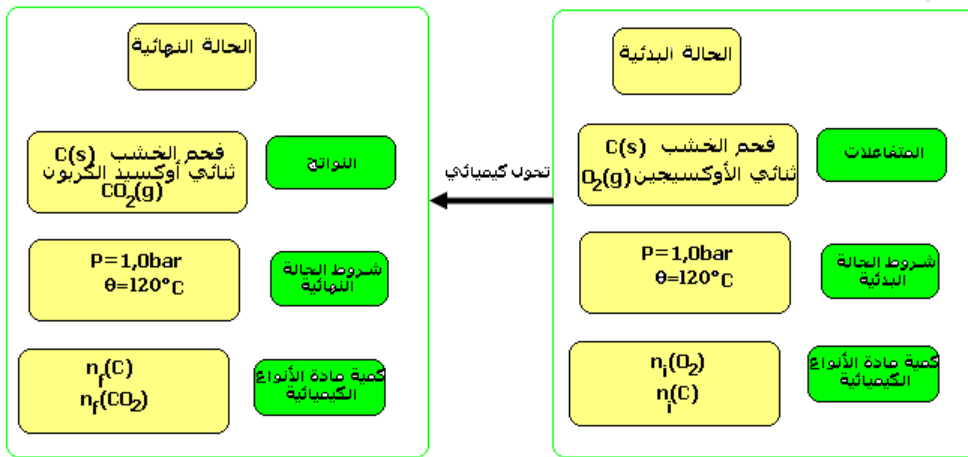 الحالة البدئية
المتفاعلات
فحم الخشب C(s)
ثنائي الأوكسيجين O₂(g)
شروط الحالة
البدئية
P=1,0bar
θ=120°C
كمية مادة الأنواع
الكيميائية
nᵢ(O₂)
nᵢ(C)
تحول كيميائي
الحالة النهائية
النواتج
فحم الخشب C(s)
ثنائي أوكسيد الكربون
CO₂(g)
شروط الحالة
النهائية
P=1,0bar
θ=120°C
كمية مادة الأنواع
الكيميائية
n_f(C)
n_f(CO₂)